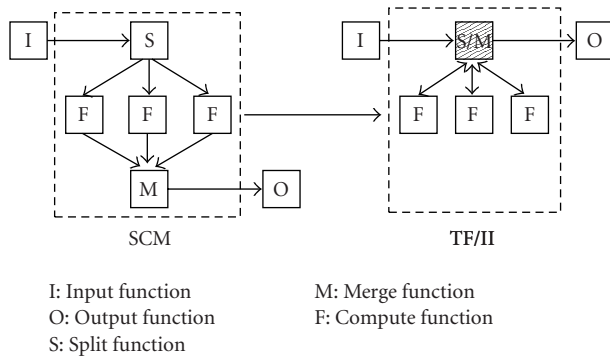 I
S
F
F
F
M
O
SCM
I
S/M
O
F
F
F
TF/II
I: Input function
O: Output function
S: Split function
M: Merge function
F: Compute function